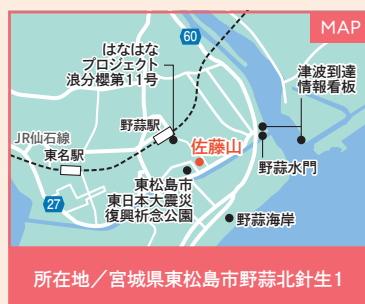 MAP
60
はなはな
プロジェクト
浪分櫻第11号
津波到達
情報看板
野蒜駅
JR仙石線
東名駅
佐藤山
野蒜水門
東松島市
東日本大震災
復興祈念公園
27
野蒜海岸
所在地／宮城県東松島市野蒜北針生1